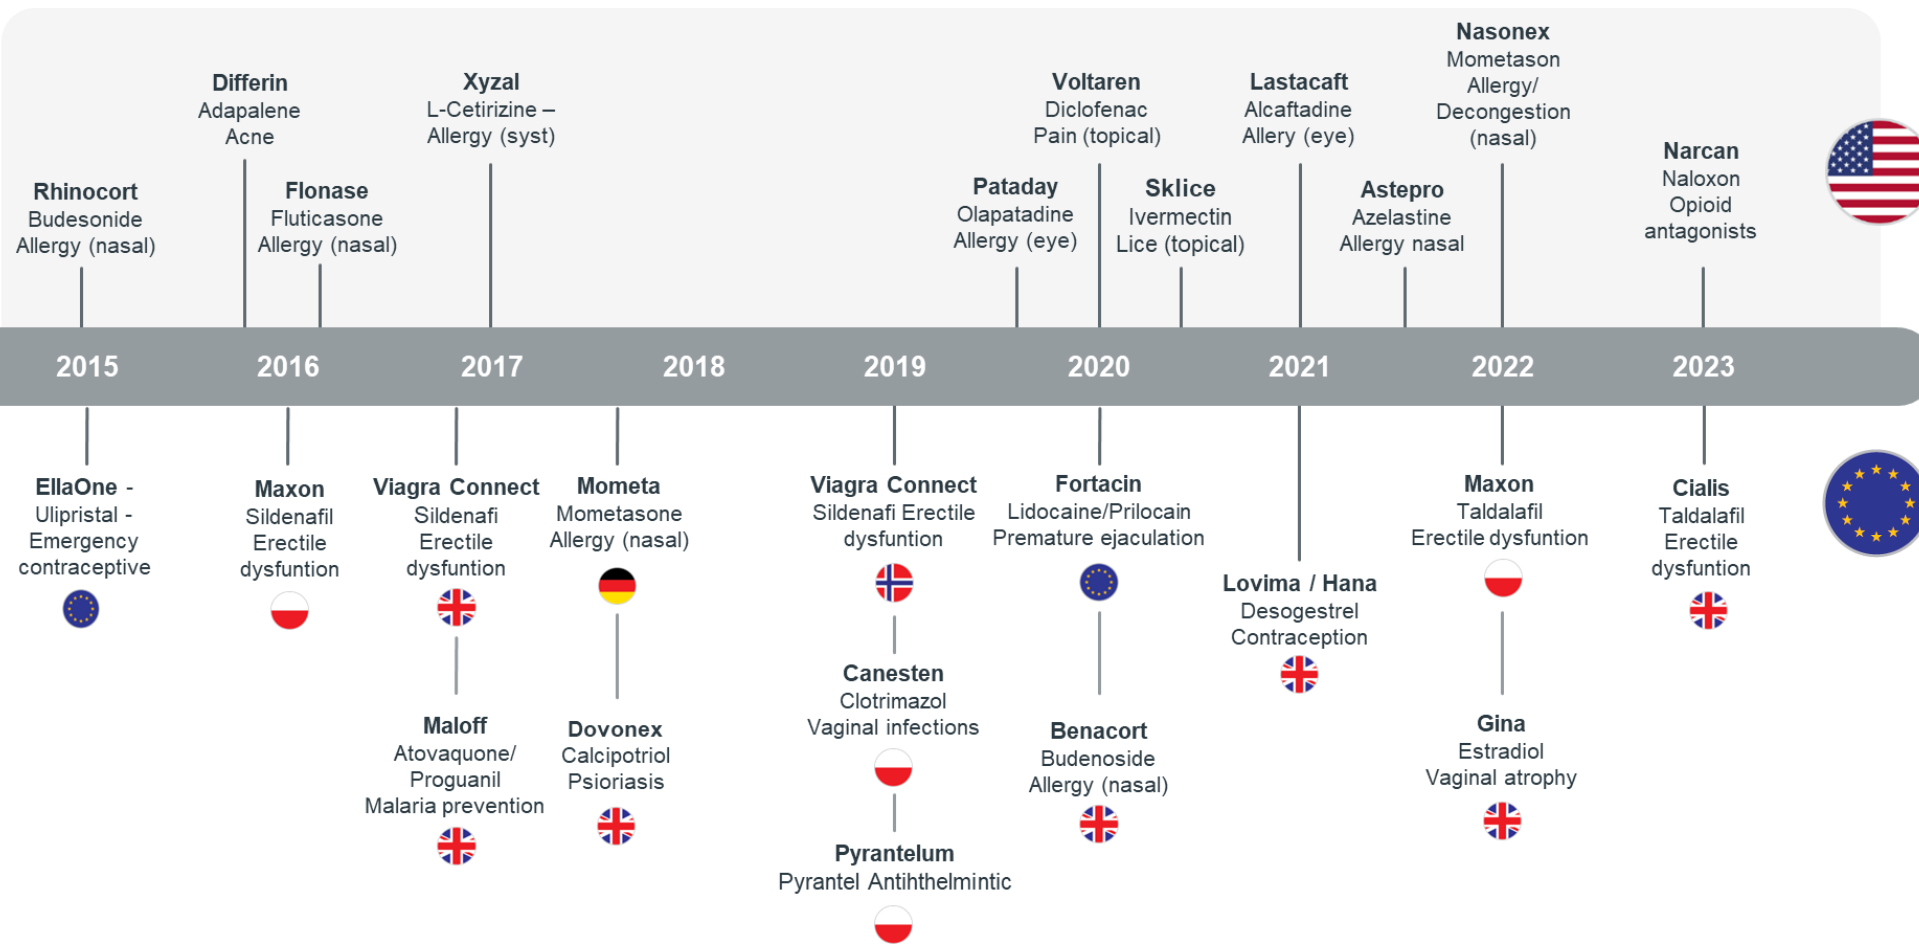 Rhinocort
Budesonide
Allergy (nasal)
Differin
Adapalene
Acne
Flonase
Fluticasone
Allergy (nasal)
Xyzal
L-Cetirizine –
Allergy (syst)
Pataday
Olapatadine
Allergy (eye)
Voltaren
Diclofenac
Pain (topical)
Sklice
Ivermectin
Lice (topical)
Lastacaft
Alcaftadine
Allery (eye)
Astepro
Azelastine
Allergy nasal
Nasonex
Mometason
Allergy/
Decongestion
(nasal)
Narcan
Naloxon
Opioid
antagonists
2015
2016
2017
2018
2019
2020
2021
2022
2023
EllaOne -
Ulipristal -
Emergency
contraceptive
Maxon
Sildenafil
Erectile
dysfuntion
Viagra Connect
Sildenafi
Erectile
dysfuntion
Maloff
Atovaquone/
Proguanil
Malaria prevention
Mometa
Mometasone
Allergy (nasal)
Dovonex
Calcipotriol
Psioriasis
Viagra Connect
Sildenafi Erectile
dysfuntion
Canesten
Clotrimazol
Vaginal infections
Pyrantelum
Pyrantel Antihthelmintic
Fortacin
Lidocaine/Prilocain
Premature ejaculation
Benacort
Budenoside
Allergy (nasal)
Lovima / Hana
Desogestrel
Contraception
Maxon
Taldalafil
Erectile dysfuntion
Gina
Estradiol
Vaginal atrophy
Cialis
Taldalafil
Erectile
dysfuntion